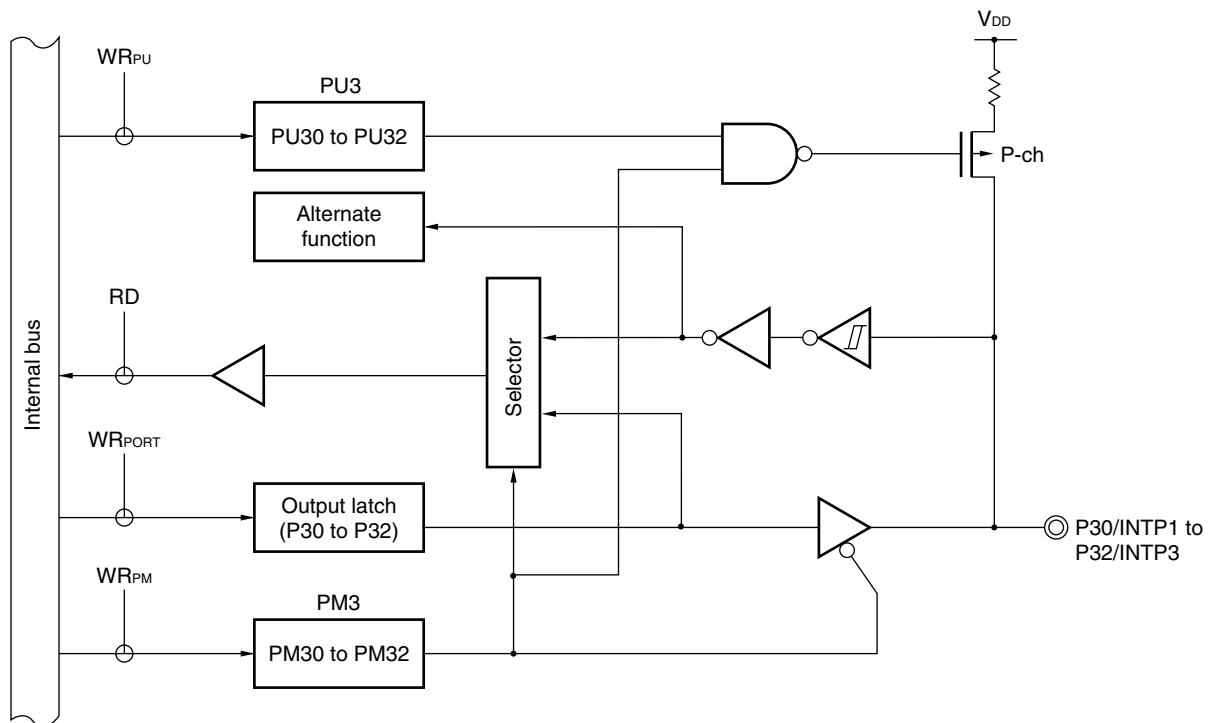 VDD
WRPU
PU3
PU30 to PU32
P-ch
Alternate
function
RD
Internal bus
Selector
WRPORT
Output latch
(P30 to P32)
P30/INTP1 to
P32/INTP3
WRPM
PM3
PM30 to PM32